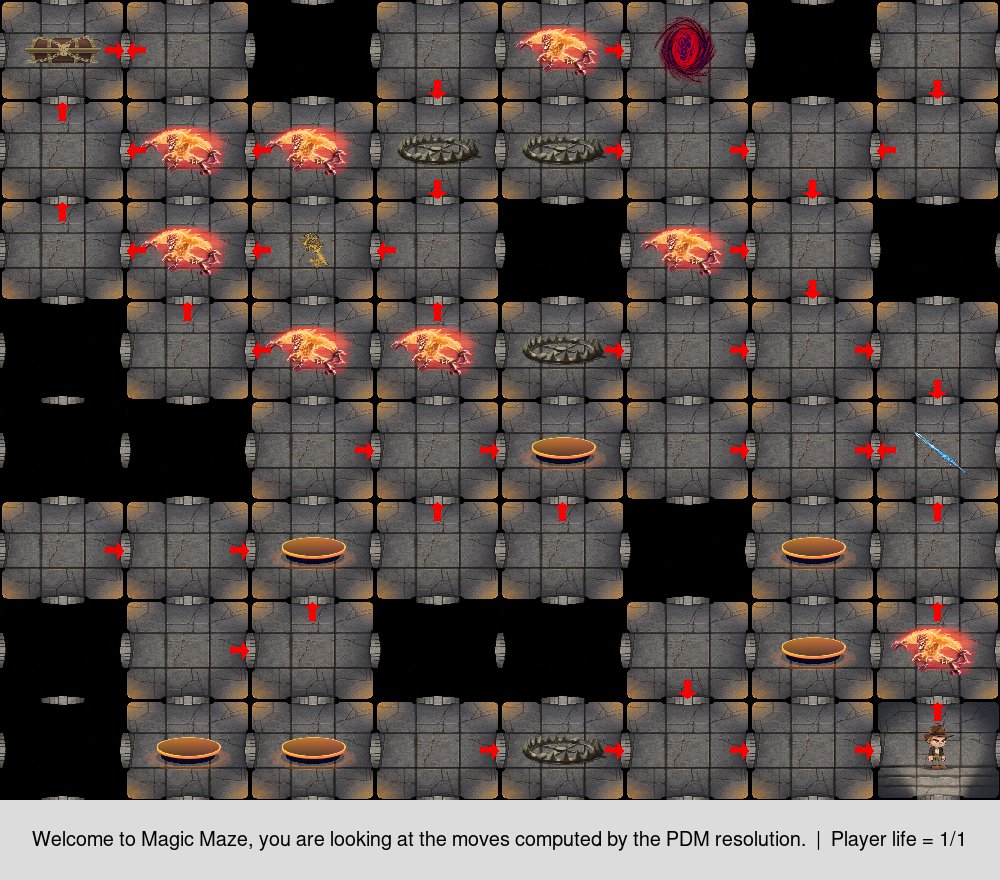 Welcome to Magic Maze, you are looking at the moves computed by the PDM resolution.  |  Player life = 1/1